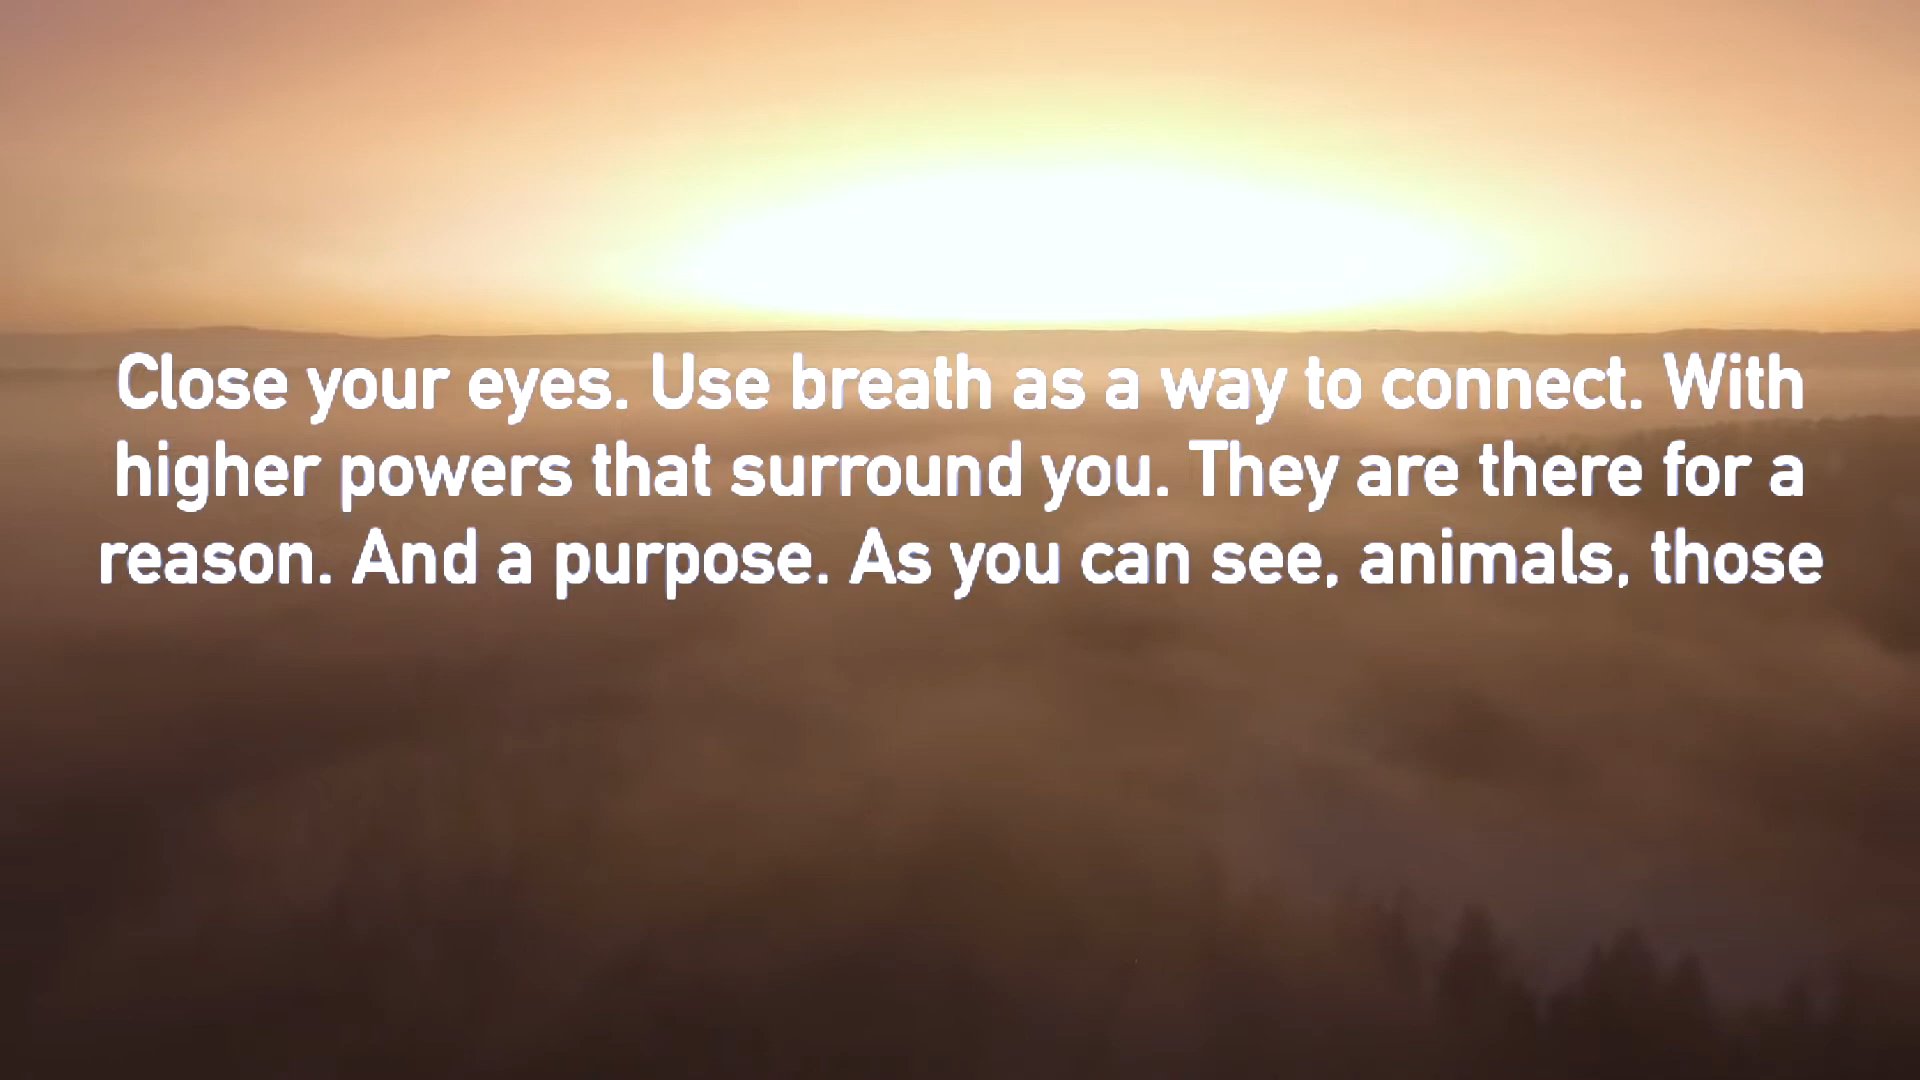 Close your eyes. Use breath as a way to connect. With
higher powers that surround you. They are there for a
reason. And a purpose. As you can see, animals, those